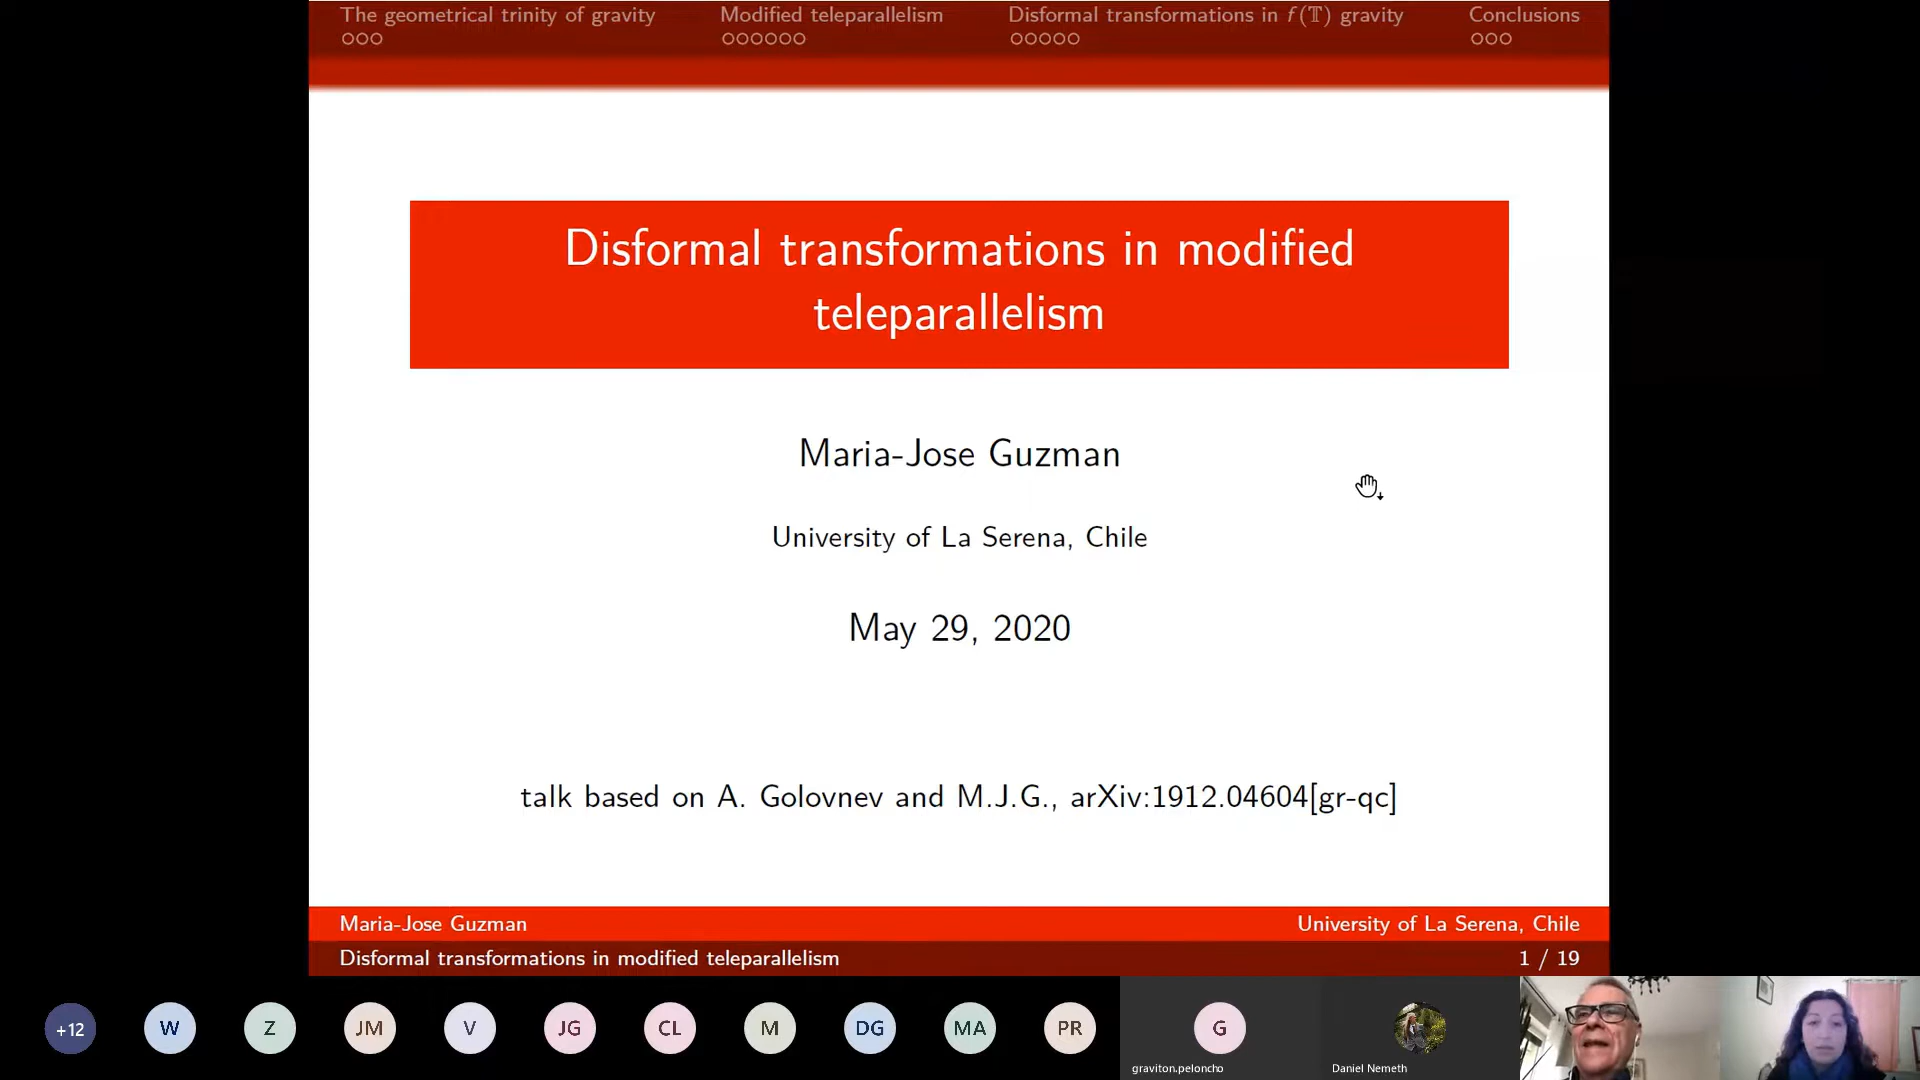 The geometrical trinity of gravity
Modified teleparallelism
Disformal transformations in f(𝕋) gravity
Conclusions
Disformal transformations in modified
teleparallelism
Maria-Jose Guzman
University of La Serena, Chile
May 29, 2020
talk based on A. Golovnev and M.J.G., arXiv:1912.04604[gr-qc]
Maria-Jose Guzman
University of La Serena, Chile
Disformal transformations in modified teleparallelism
1 / 19
+12
W
Z
JM
V
JG
CL
M
DG
MA
PR
G
graviton.peloncho
Daniel Nemeth